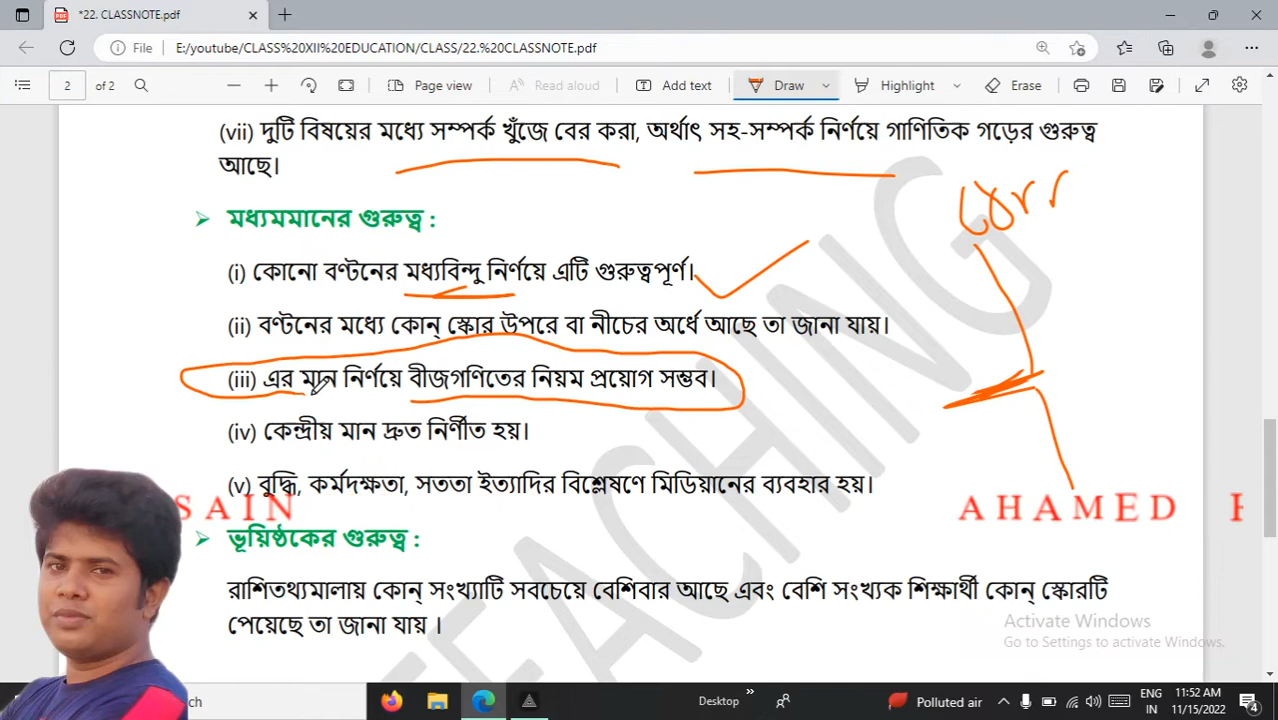 *22. CLASSNOTE.pdf
File
E:/youtube/CLASS%20XII%20EDUCATION/CLASS/22.%20CLASSNOTE.pdf
2 of 2
Page view
Read aloud
Add text
Draw
Highlight
Erase
(vii) দুটি বিষয়ের মধ্যে সম্পর্ক খুঁজে বের করা, অর্থাৎ সহ-সম্পর্ক নির্ণয়ে গাণিতিক গড়ের গুরুত্ব
আছে।
corr
মধ্যমমানের গুরুত্ব :
(i) কোনো বণ্টনের মধ্যবিন্দু নির্ণয়ে এটি গুরুত্বপূর্ণ।
(ii) বণ্টনের মধ্যে কোন্ স্কোর উপরে বা নীচের অর্ধে আছে তা জানা যায়।
(iii) এর মান নির্ণয়ে বীজগণিতের নিয়ম প্রয়োগ সম্ভব।
(iv) কেন্দ্রীয় মান দ্রুত নির্ণীত হয়।
(v) বুদ্ধি, কর্মদক্ষতা, সততা ইত্যাদির বিশ্লেষণে মিডিয়ানের ব্যবহার হয়।
SAIN
AHAMED
ভূয়িষ্ঠকের গুরুত্ব :
রাশিতথ্যমালায় কোন্ সংখ্যাটি সবচেয়ে বেশিবার আছে এবং বেশি সংখ্যক শিক্ষার্থী কোন্ স্কোরটি
পেয়েছে তা জানা যায় ।
TEACHING
Activate Windows
Go to Settings to activate Windows.
rch
Desktop
Polluted air
ENG
IN
11:52 AM
11/15/2022
4